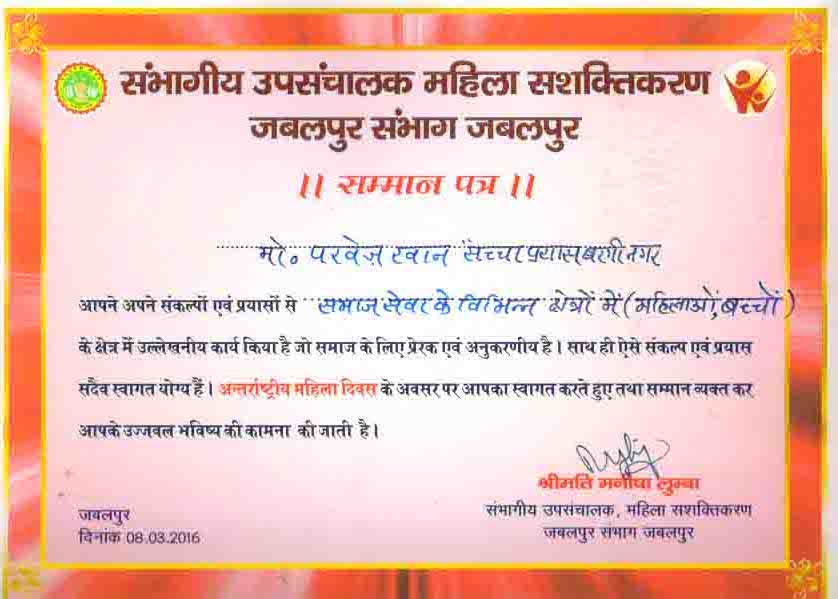 संभागीय उपसंचालक महिला सशक्तिकरण
जबलपुर संभाग जबलपुर
।। सम्मान पत्र ।।
मो. परवेज़ खान सच्चा प्रयास बरगी नगर
आपने अपने संकल्पों एवं प्रयासों से समाज सेवा के विभिन्न क्षेत्रों में (महिलाओं, बच्चों)
के क्षेत्र में उल्लेखनीय कार्य किया है जो समाज के लिए प्रेरक एवं अनुकरणीय है। साथ ही ऐसे संकल्प एवं प्रयास
सदैव स्वागत योग्य हैं। अन्तर्राष्ट्रीय महिला दिवस के अवसर पर आपका स्वागत करते हुए तथा सम्मान व्यक्त कर
आपके उज्जवल भविष्य की कामना की जाती है।
श्रीमति मनीषा लुम्बा
संभागीय उपसंचालक, महिला सशक्तिकरण
जबलपुर संभाग जबलपुर
जबलपुर
दिनांक 08.03.2016